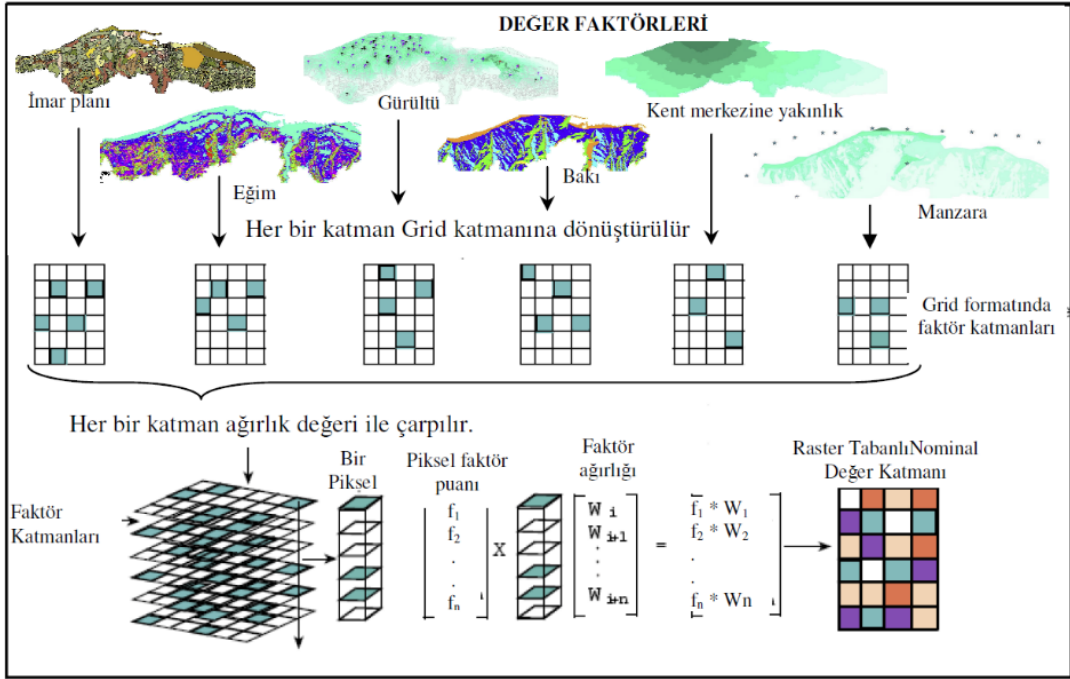 DEĞER FAKTÖRLERİ
İmar planı
Gürültü
Kent merkezine yakınlık
Eğim
Bakı
Manzara
Her bir katman Grid katmanına dönüştürülür
Grid formatında
faktör katmanları
*
Her bir katman ağırlık değeri ile çarpılır.
Faktör
Katmanları
Bir
Piksel
Piksel faktör
puanı
Faktör
ağırlığı
Raster TabanlıNominal
Değer Katmanı
f1
f2
.
.
fn
X
W i
W i+1
.
.
.
W i+n
=
f1 * W1
f2 * W2
.
.
fn * Wn